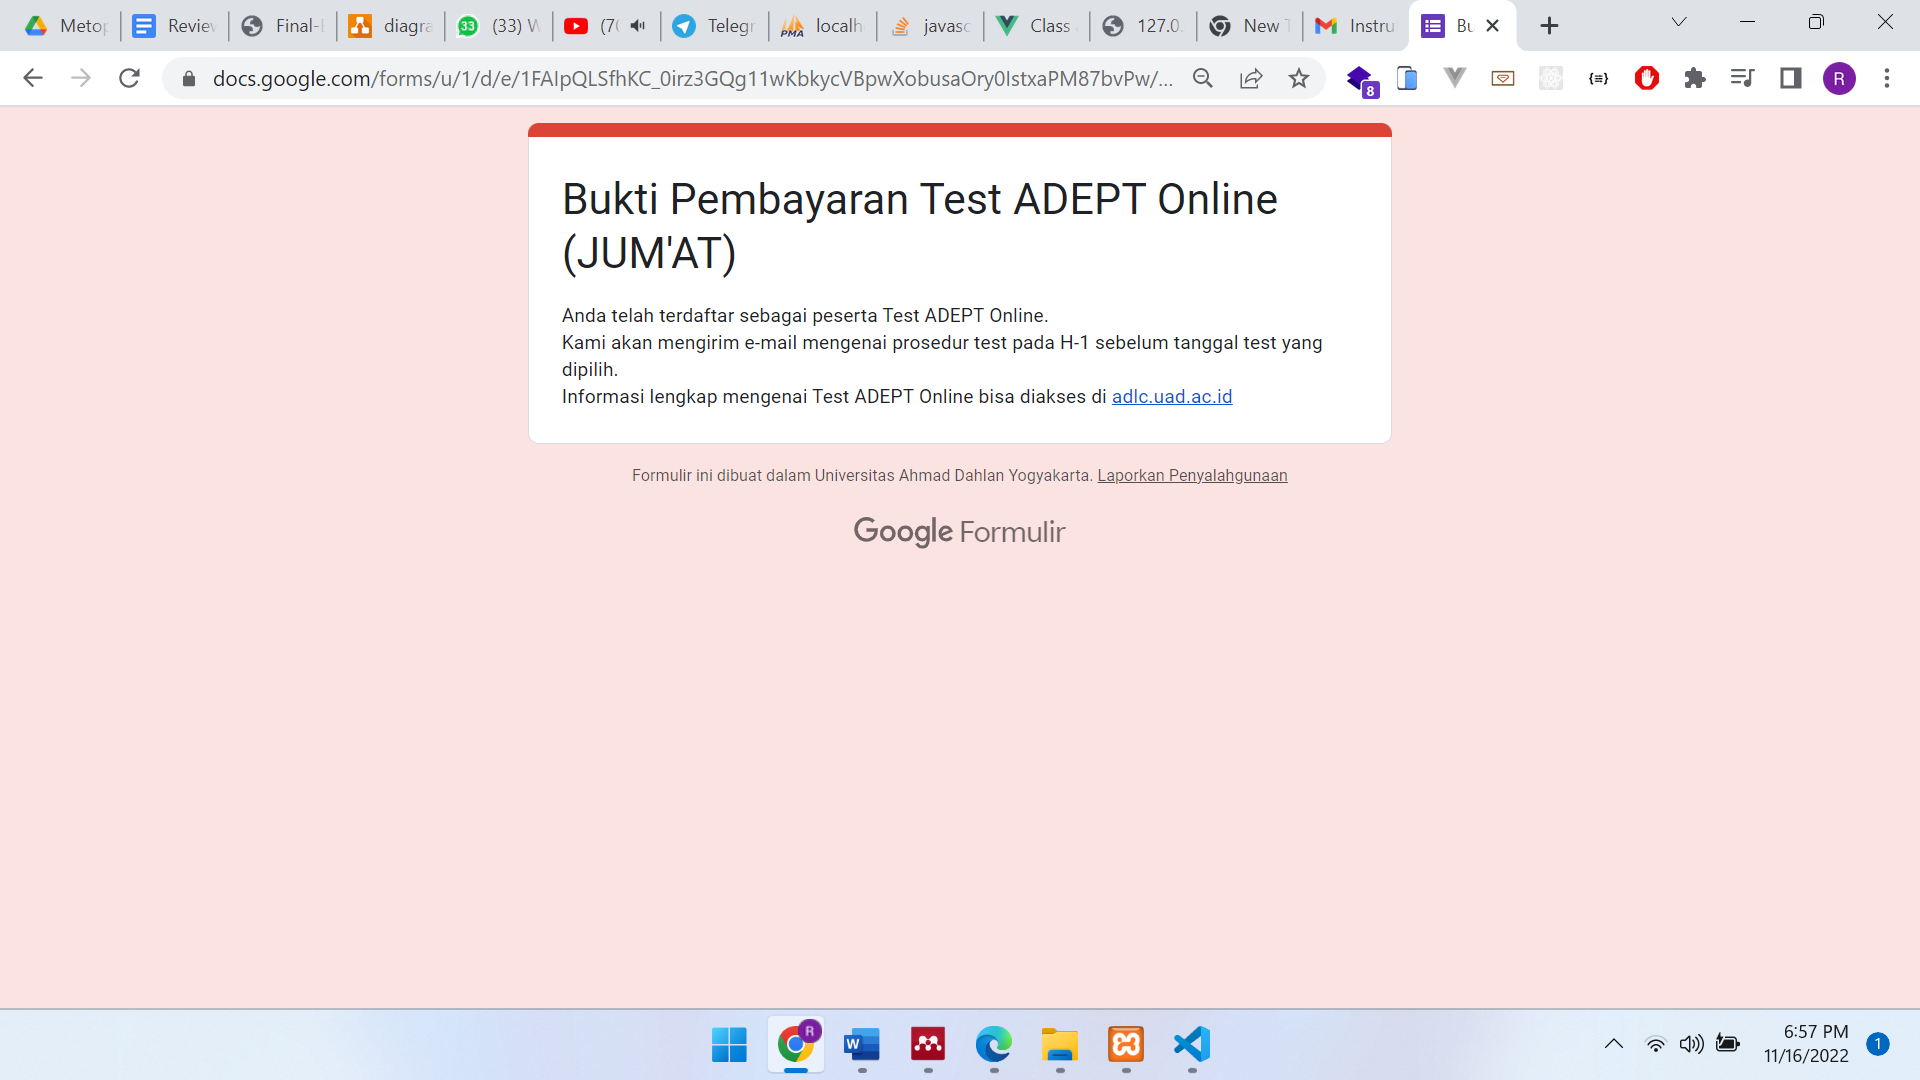 Metop
Review
Final-
diagra
33
(33) W
(70
Telegr
PMA
localh
javasc
Class
127.0.
New T
Instru
Bu
docs.google.com/forms/u/1/d/e/1FAIpQLSfhKC_0irz3GQg11wKbkycVBpwXobusaOry0IstxaPM87bvPw/...
8
R
Bukti Pembayaran Test ADEPT Online
(JUM'AT)
Anda telah terdaftar sebagai peserta Test ADEPT Online.
Kami akan mengirim e-mail mengenai prosedur test pada H-1 sebelum tanggal test yang
dipilih.
Informasi lengkap mengenai Test ADEPT Online bisa diakses di adlc.uad.ac.id
Formulir ini dibuat dalam Universitas Ahmad Dahlan Yogyakarta. Laporkan Penyalahgunaan
Google Formulir
R
W
6:57 PM
11/16/2022
1